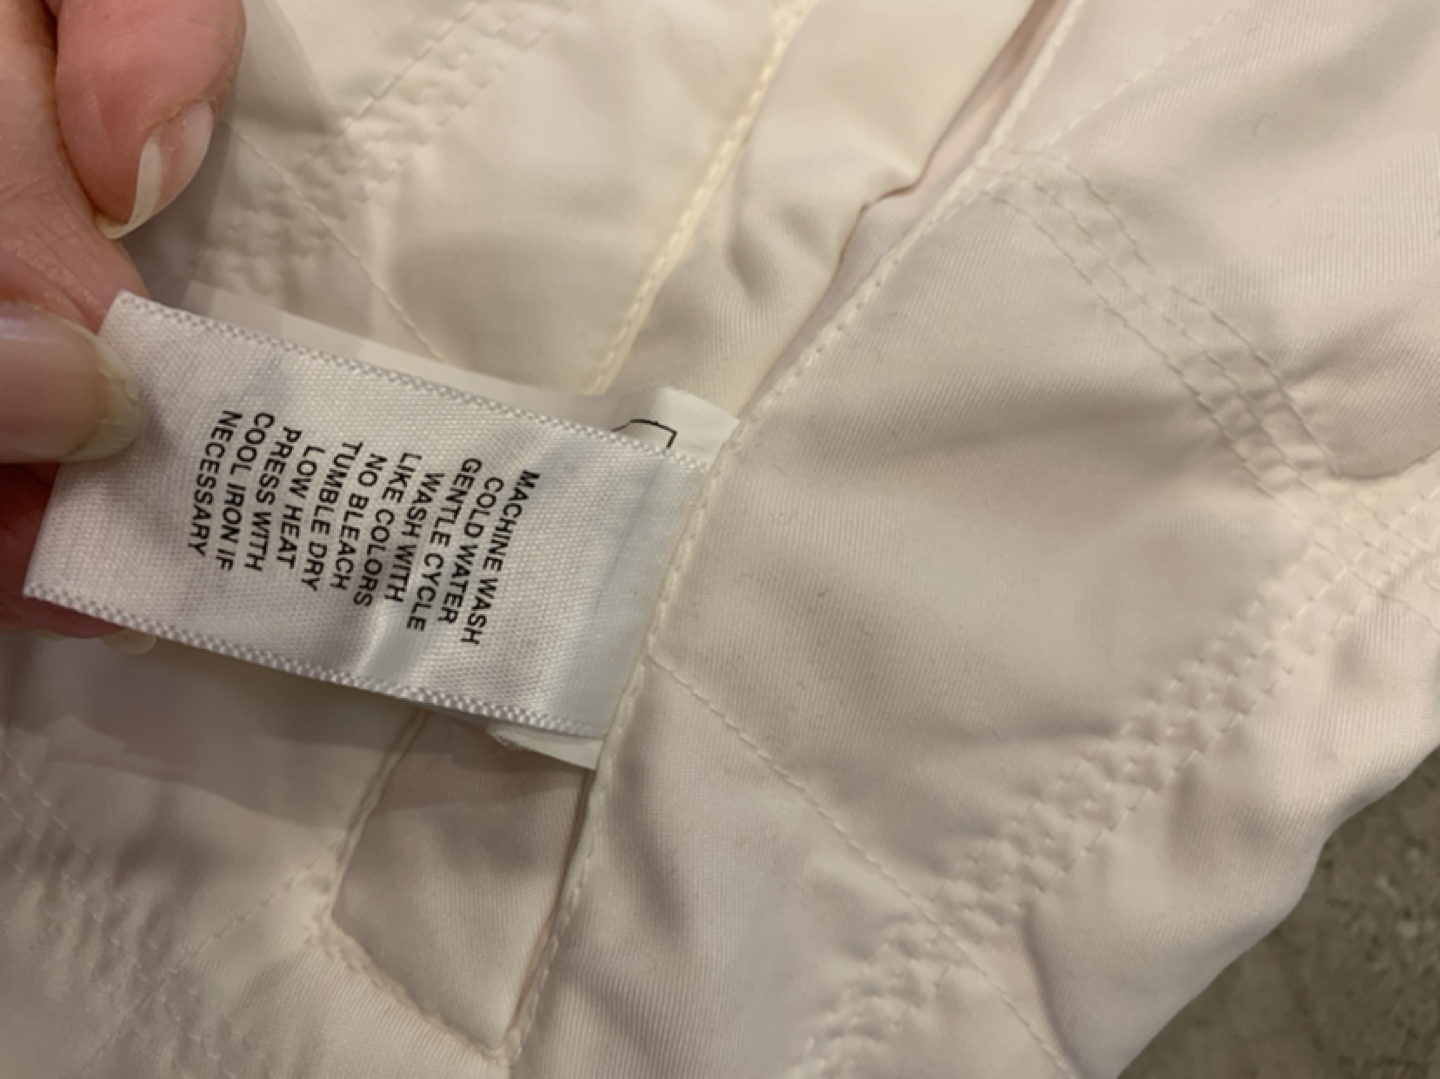 MACHINE WASH
COLD WATER
GENTLE CYCLE
WASH WITH
LIKE COLORS
NO BLEACH
TUMBLE DRY
LOW HEAT
PRESS WITH
COOL IRON IF
NECESSARY